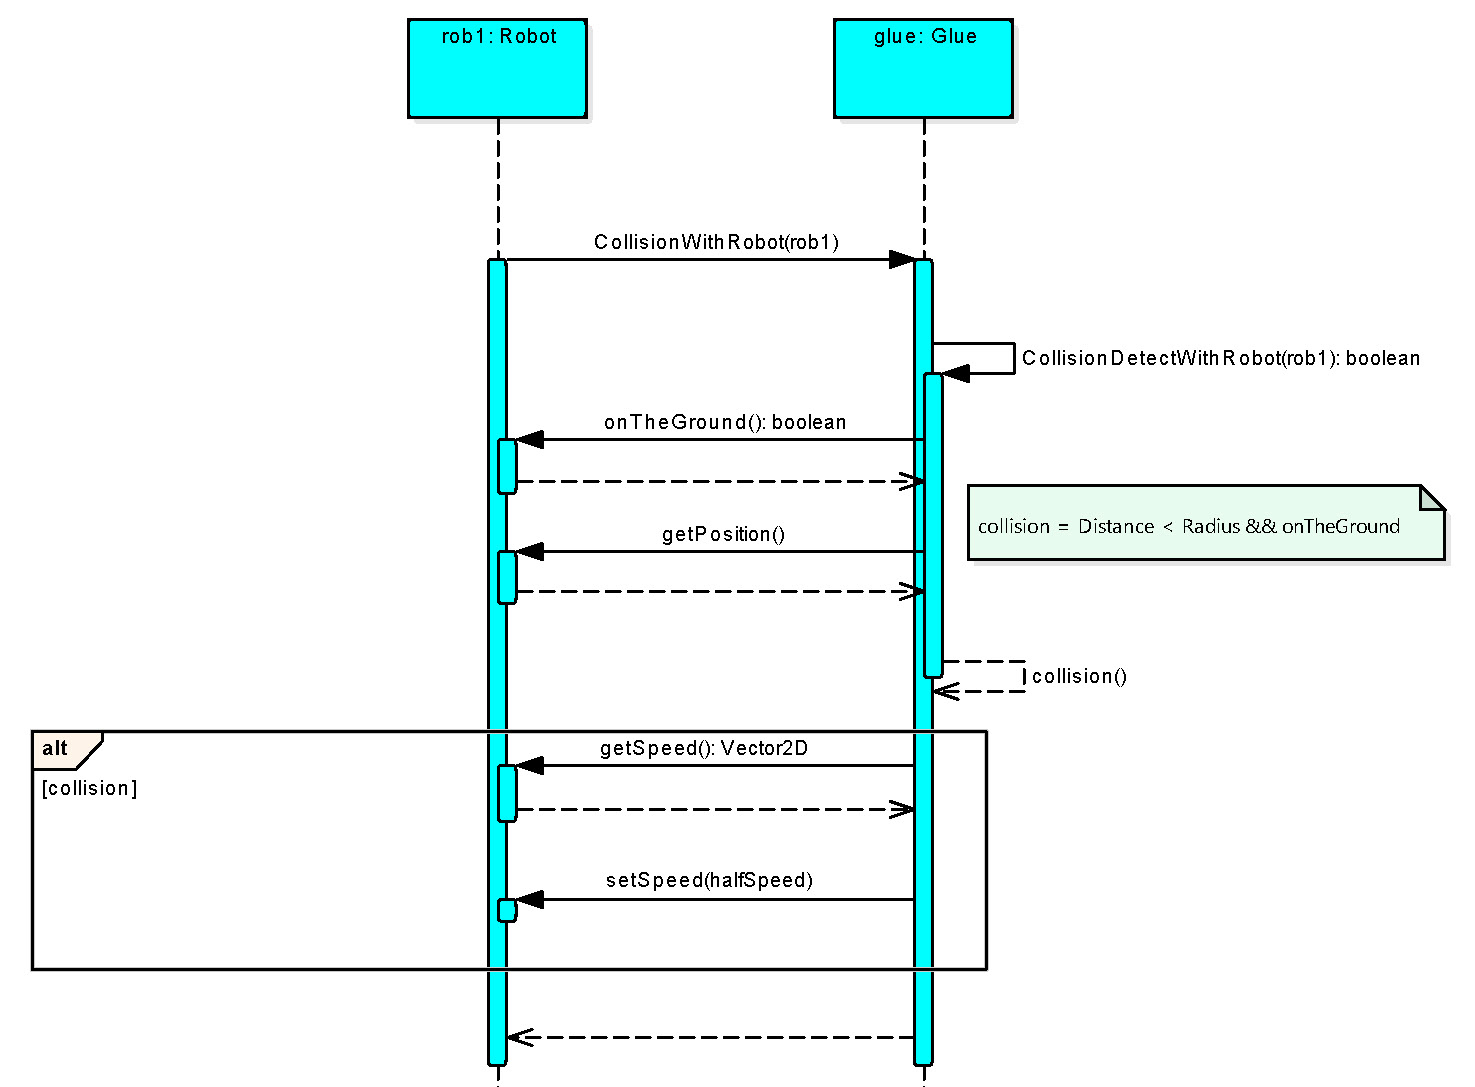 rob1: Robot
glue: Glue
CollisionWithRobot(rob1)
CollisionDetectWithRobot(rob1): boolean
onTheGround(): boolean
collision = Distance < Radius && onTheGround
getPosition()
collision()
alt
getSpeed(): Vector2D
[collision]
setSpeed(halfSpeed)